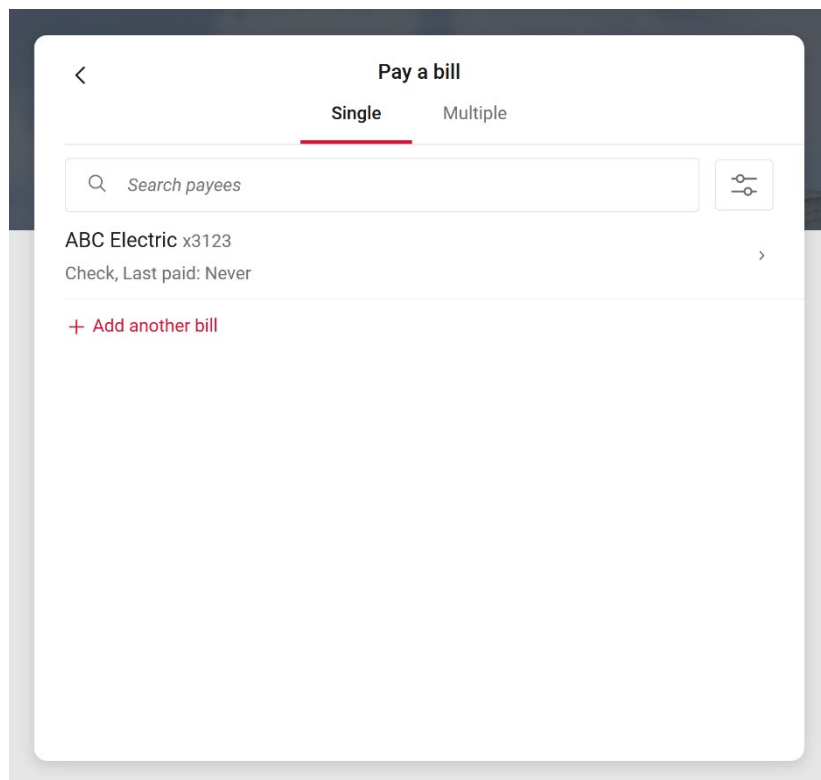 Pay a bill
Single Multiple
Search payees
ABC Electric x3123
Check, Last paid: Never
+ Add another bill